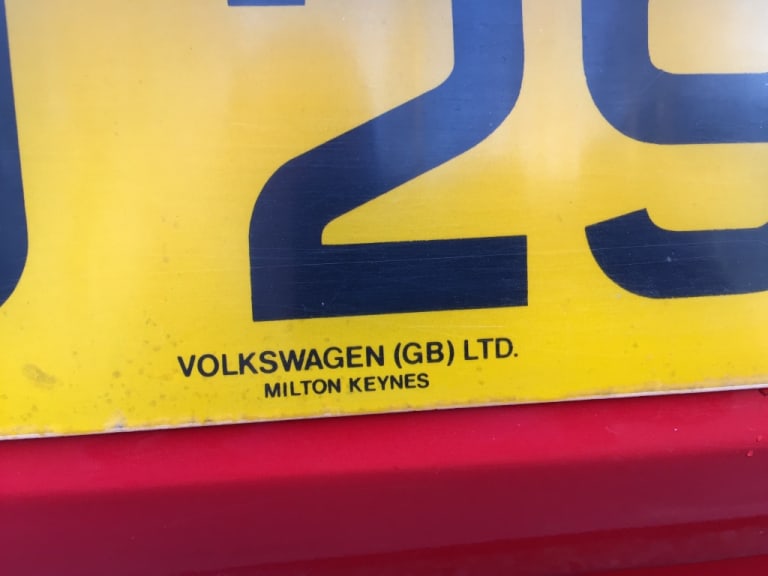 29
VOLKSWAGEN (GB) LTD.
MILTON KEYNES